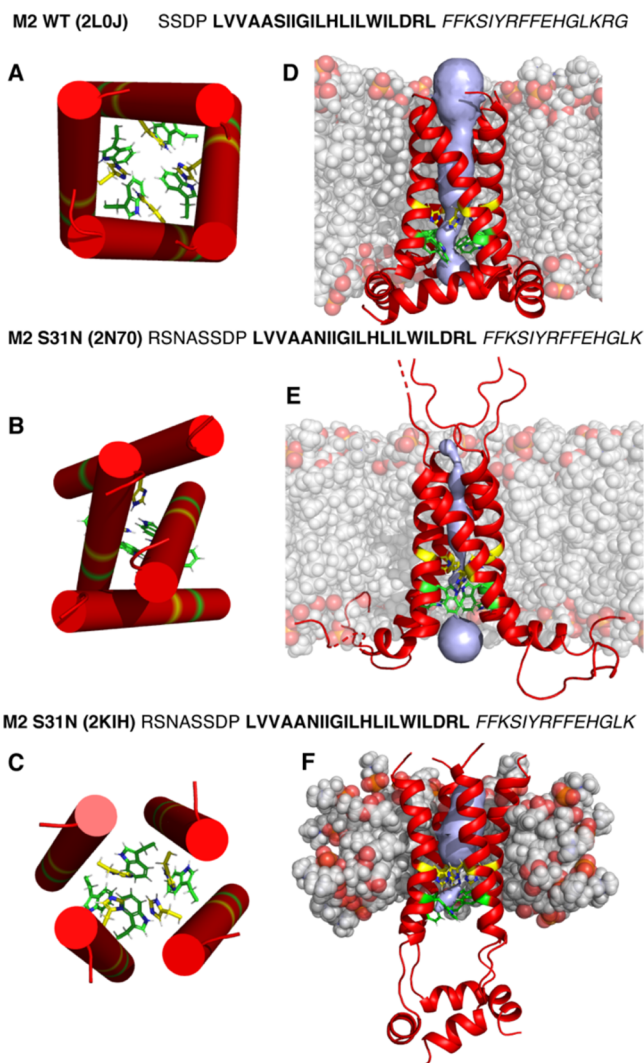 M2 WT (2L0J) SSDP LVVAASIIGILHLILWILDRL FFKSIYRFFEHGLKRG
A
D
M2 S31N (2N70) RSNASSDP LVVAANIIGILHLILWILDRL FFKSIYRFFEHGLK
B
E
M2 S31N (2KIH) RSNASSDP LVVAANIIGILHLILWILDRL FFKSIYRFFEHGLK
C
F